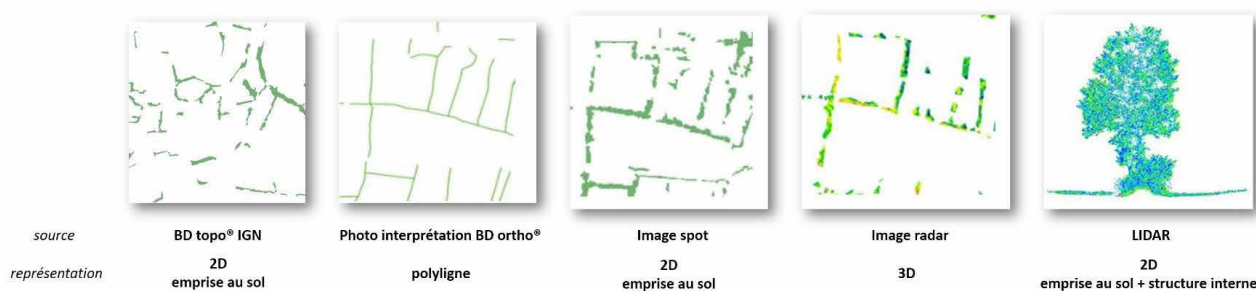 source BD topo® IGN Photo interprétation BD ortho® Image spot Image radar LIDAR
représentation 2D emprise au sol polyligne 2D emprise au sol 3D 2D emprise au sol + structure interne